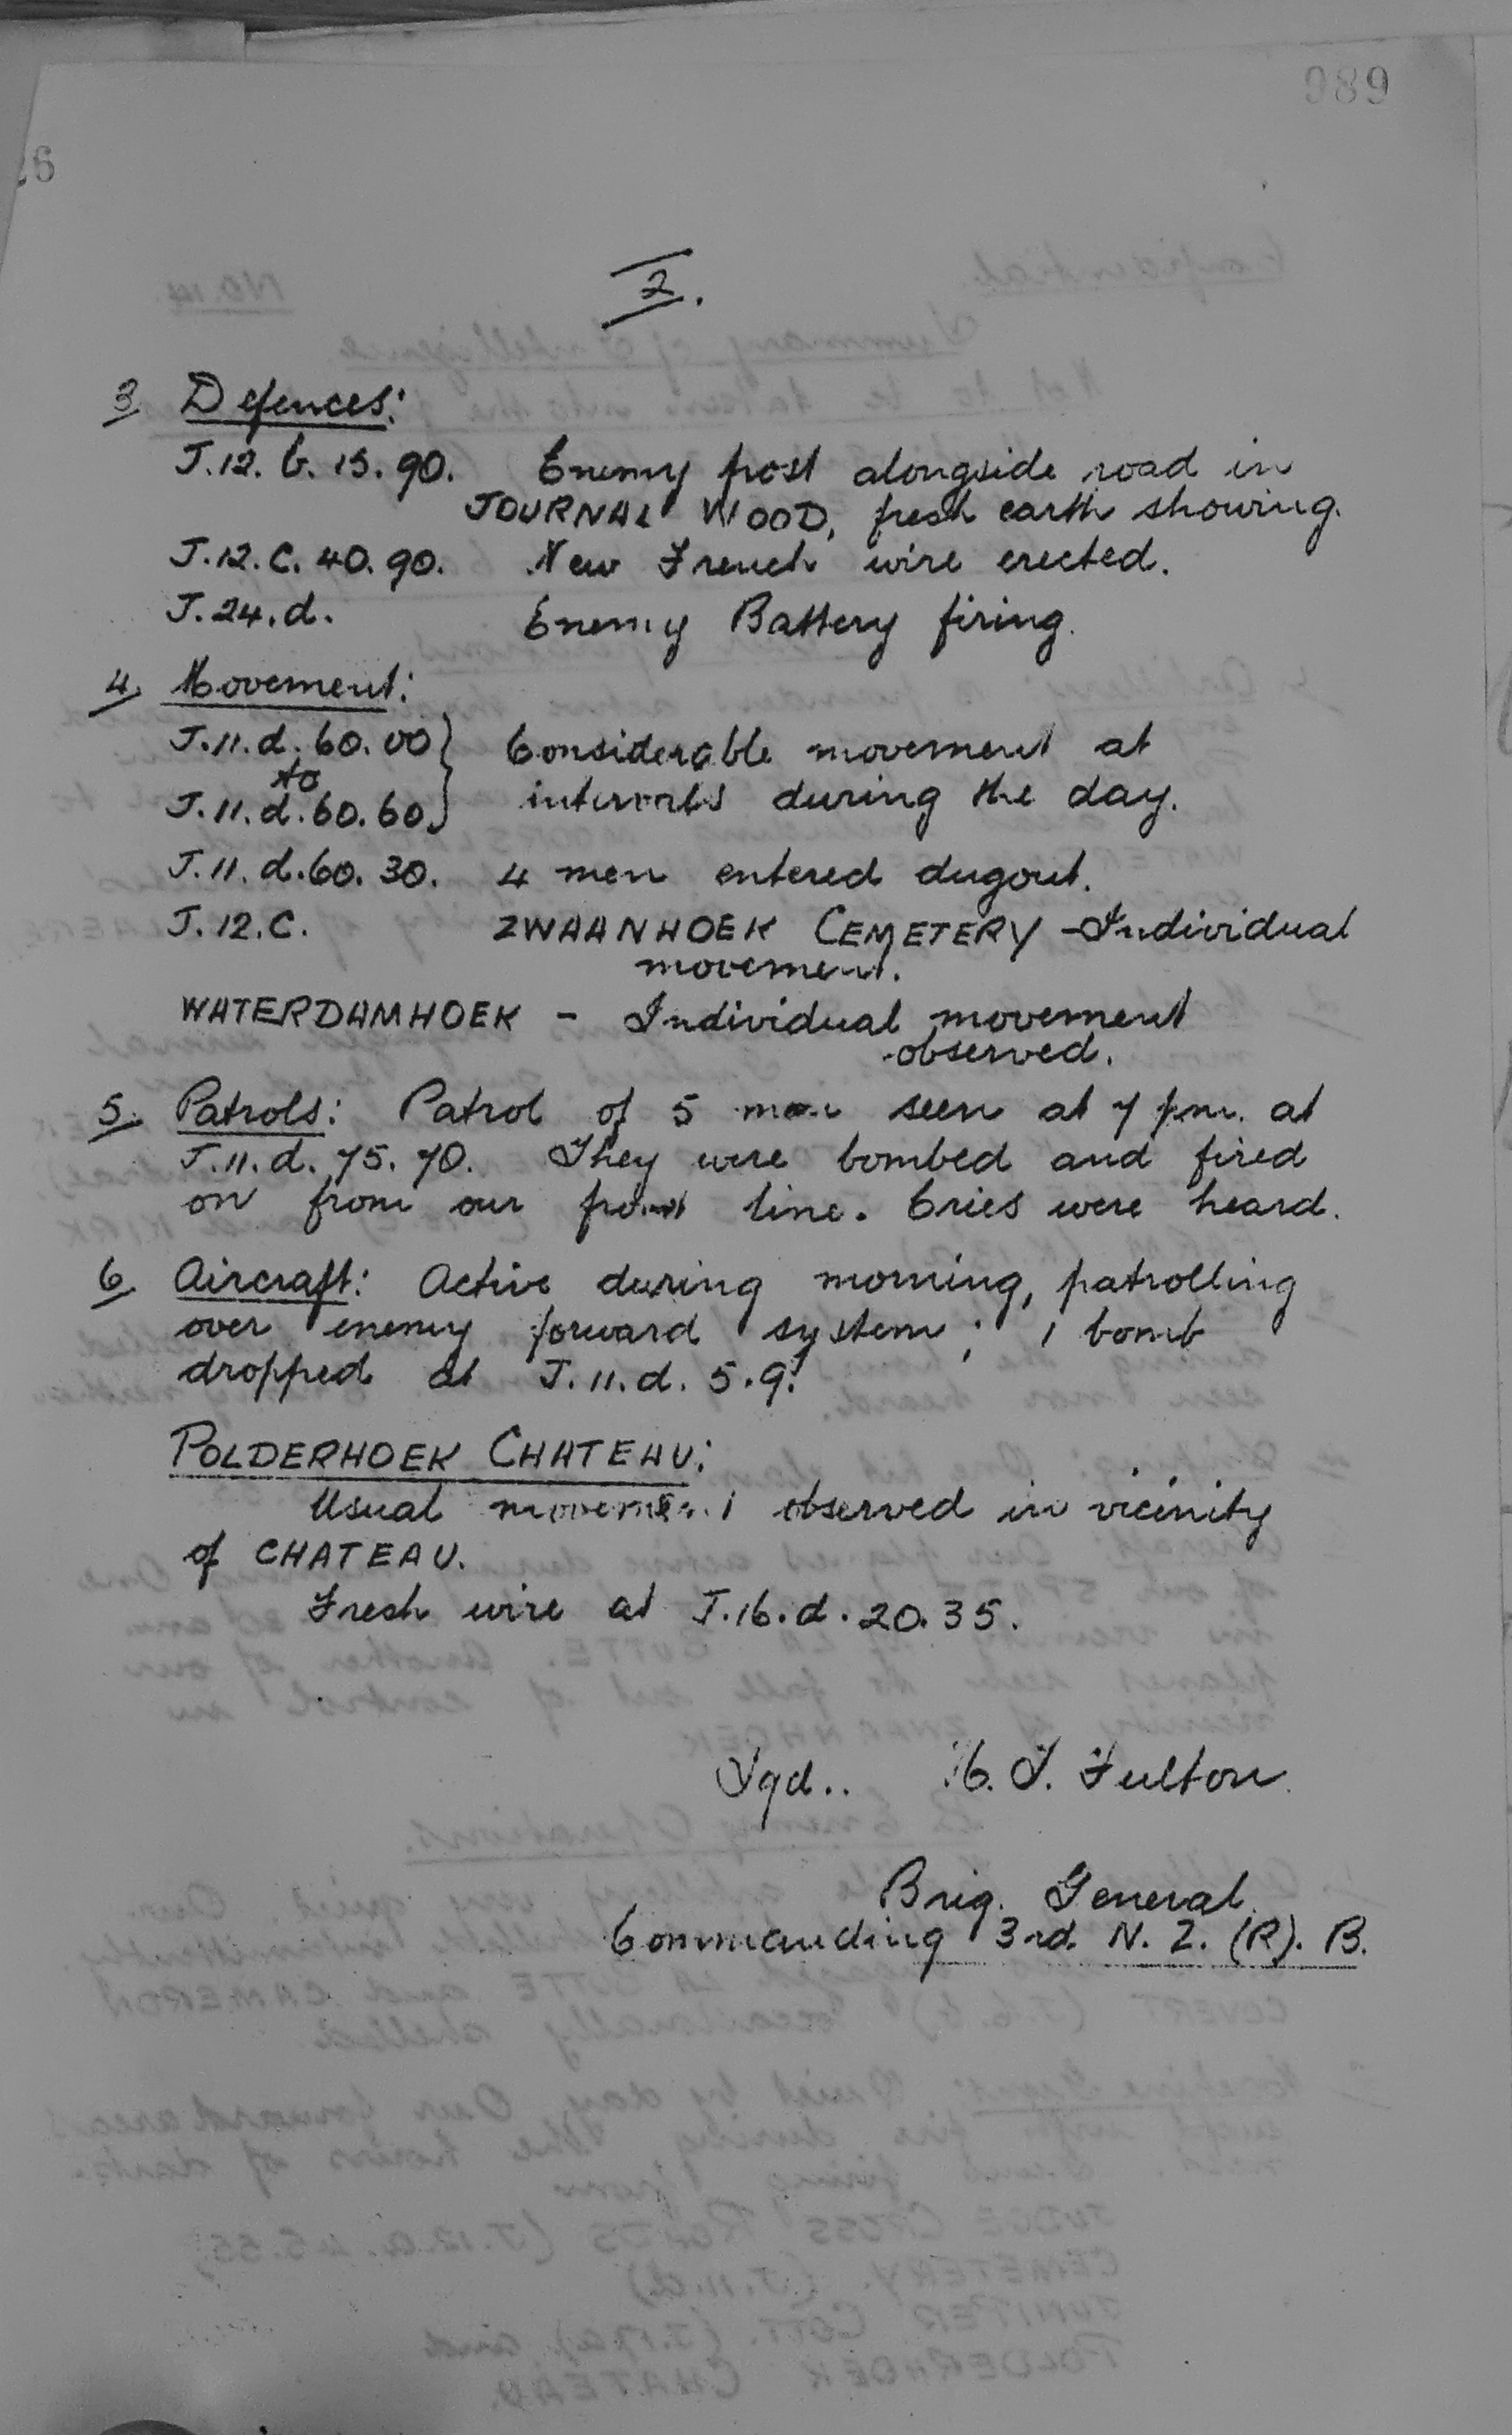 989
26
2.
3. Defences:
J.12. b. 15. 90. Enemy post alongside road in
JOURNAL WOOD, fresh earth showing.
J.12. C. 40. 90. New French wire erected.
J. 24. d. Enemy Battery firing.
4. Movement:
J. 11. d. 60. 00 } Considerable movement at
to
J. 11. d. 60. 60 } intervals during the day.
J. 11. d. 60. 30. 4 men entered dugout.
J. 12. C. ZWAANHOEK CEMETERY - Individual
movement.
WATERDAMHOEK - Individual movement
observed.
5. Patrols: Patrol of 5 men seen at 7 pm. at
J. 11. d. 75. 70. They were bombed and fired
on from our front line. Cries were heard.
6. Aircraft: Active during morning, patrolling
over enemy forward system; 1 bomb
dropped at J. 11. d. 5. 9.
POLDERHOEK CHATEAU:
Usual movement observed in vicinity
of CHATEAU.
Fresh wire at J. 16. d. 20. 35.
Sgd.. H. T. Fulton.
Brig. General.
Commanding 3rd N. Z. (R). B.